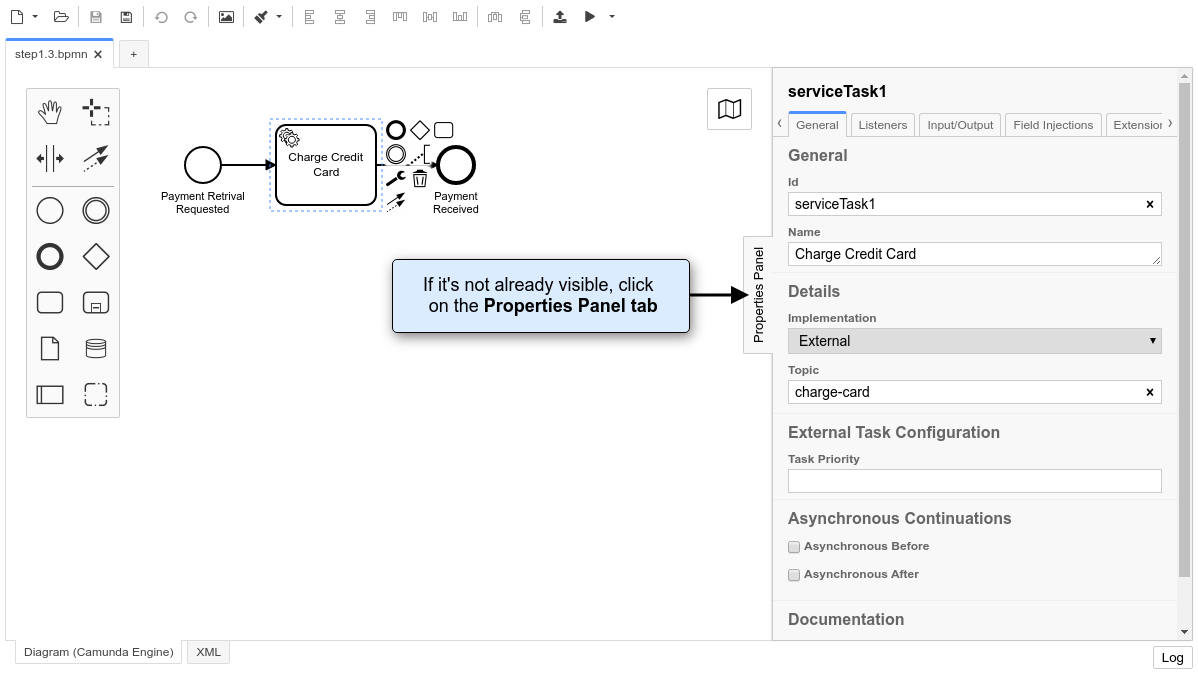 step1.3.bpmn
+
Charge Credit
Card
Payment Retrival
Requested
Payment
Received
If it's not already visible, click
on the Properties Panel tab
Properties Panel
serviceTask1
General
Listeners
Input/Output
Field Injections
Extension
General
Id
serviceTask1
Name
Charge Credit Card
Details
Implementation
External
Topic
charge-card
External Task Configuration
Task Priority
Asynchronous Continuations
Asynchronous Before
Asynchronous After
Documentation
Diagram (Camunda Engine)
XML
Log